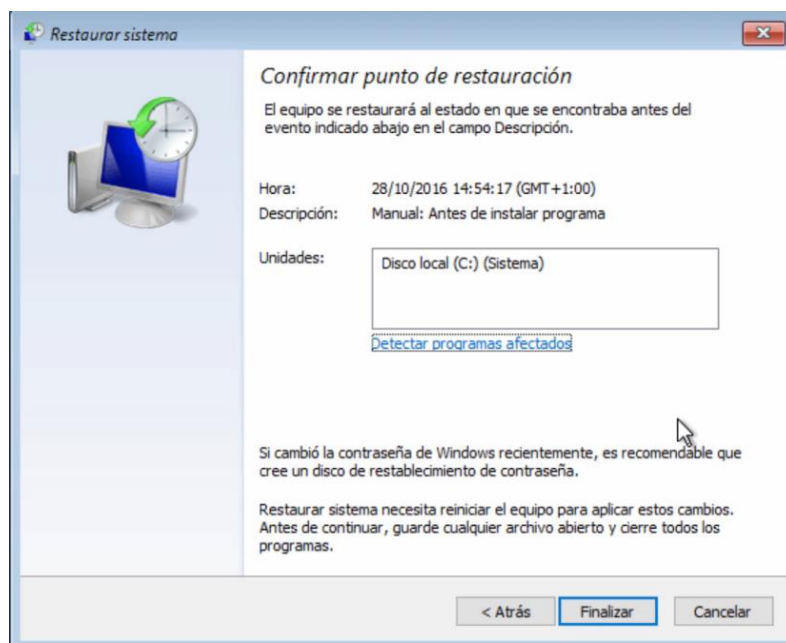 Restaurar sistema
Confirmar punto de restauración
El equipo se restaurará al estado en que se encontraba antes del
evento indicado abajo en el campo Descripción.
Hora: 28/10/2016 14:54:17 (GMT+1:00)
Descripción: Manual: Antes de instalar programa
Unidades: Disco local (C:) (Sistema)
Detectar programas afectados
Si cambió la contraseña de Windows recientemente, es recomendable que
cree un disco de restablecimiento de contraseña.
Restaurar sistema necesita reiniciar el equipo para aplicar estos cambios.
Antes de continuar, guarde cualquier archivo abierto y cierre todos los
programas.
< Atrás Finalizar Cancelar